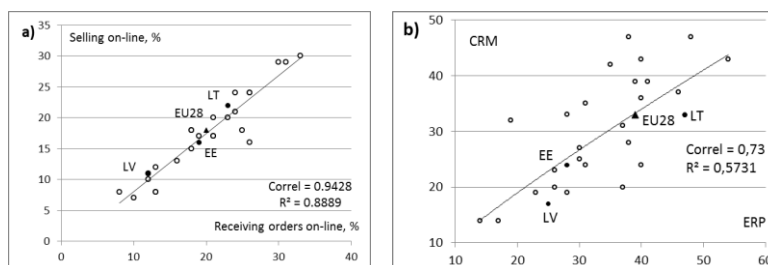 a)
Selling on-line, %
35
30
25
20
15
10
5
0
LT
EU28
EE
LV
Correl = 0.9428
R² = 0.8889
Receiving orders on-line, %
0 10 20 30 40
b)
CRM
50
40
30
20
10
EU28
LT
EE
LV
Correl = 0,73
R² = 0,5731
ERP
10 20 30 40 50 60